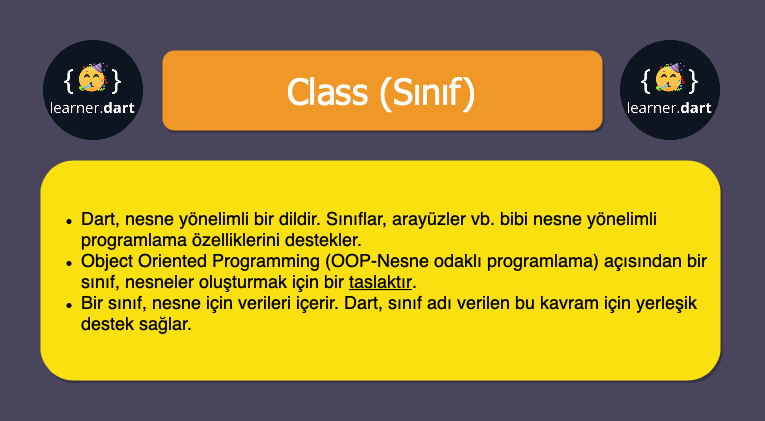 {🥳}
learner.dart
Class (Sınıf)
{🥳}
learner.dart
• Dart, nesne yönelimli bir dildir. Sınıflar, arayüzler vb. bibi nesne yönelimli
programlama özelliklerini destekler.
• Object Oriented Programming (OOP-Nesne odaklı programlama) açısından bir
sınıf, nesneler oluşturmak için bir taslaktır.
• Bir sınıf, nesne için verileri içerir. Dart, sınıf adı verilen bu kavram için yerleşik
destek sağlar.